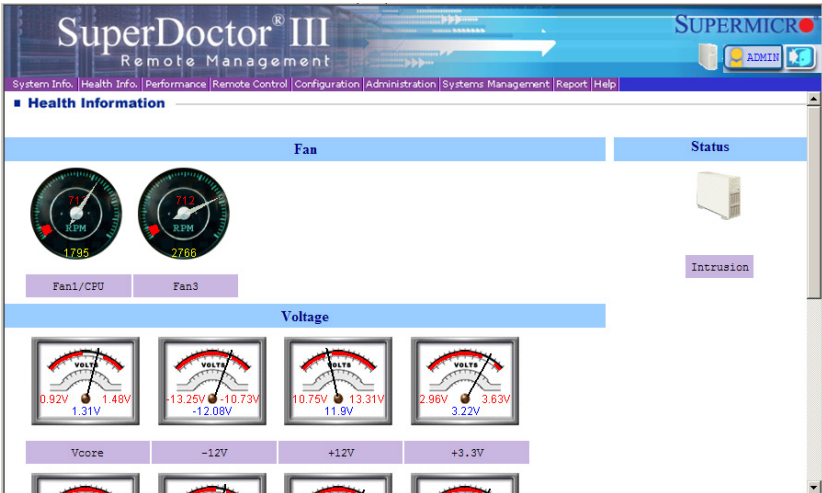 SuperDoctor® III
Remote Management
SUPERMICR
ADMIN
System Info. Health Info. Performance Remote Control Configuration Administration Systems Management Report Help
Health Information
Fan
Status
712
RPM
1795
712
RPM
2766
Fan1/CPU
Fan3
Intrusion
Voltage
VOLTS
0.92V 1.48V
1.31V
VOLTS
-13.25V -10.73V
-12.08V
VOLTS
10.75V 13.31V
11.9V
VOLTS
2.96V 3.63V
3.22V
Vcore
-12V
+12V
+3.3V